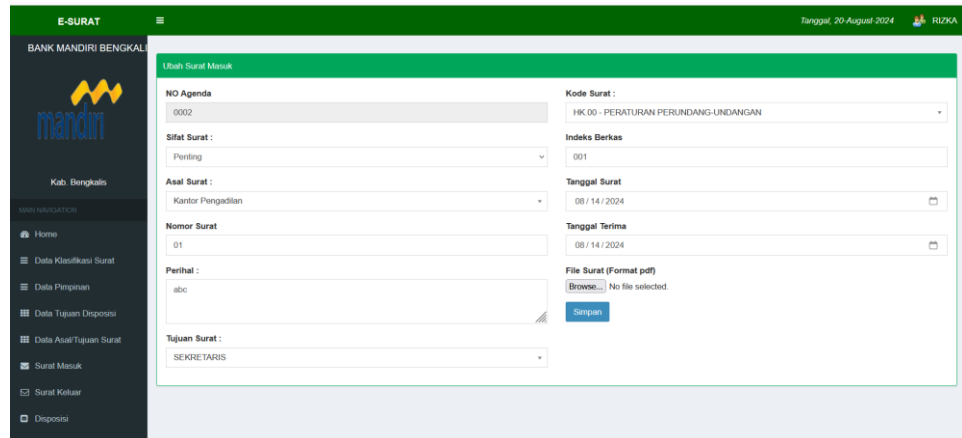 E-SURAT
Tanggal, 20-August-2024
RIZKA
BANK MANDIRI BENGKALI
mandiri
Kab. Bengkalis
MAIN NAVIGATION
Home
Data Klasifikasi Surat
Data Pimpinan
Data Tujuan Disposisi
Data Asal/Tujuan Surat
Surat Masuk
Surat Keluar
Disposisi
Ubah Surat Masuk
NO Agenda
0002
Sifat Surat :
Penting
Asal Surat :
Kantor Pengadilan
Nomor Surat
01
Perihal :
abc
Tujuan Surat :
SEKRETARIS
Kode Surat :
HK.00 - PERATURAN PERUNDANG-UNDANGAN
Indeks Berkas
001
Tanggal Surat
08 / 14 / 2024
Tanggal Terima
08 / 14 / 2024
File Surat (Format pdf)
Browse... No file selected.
Simpan